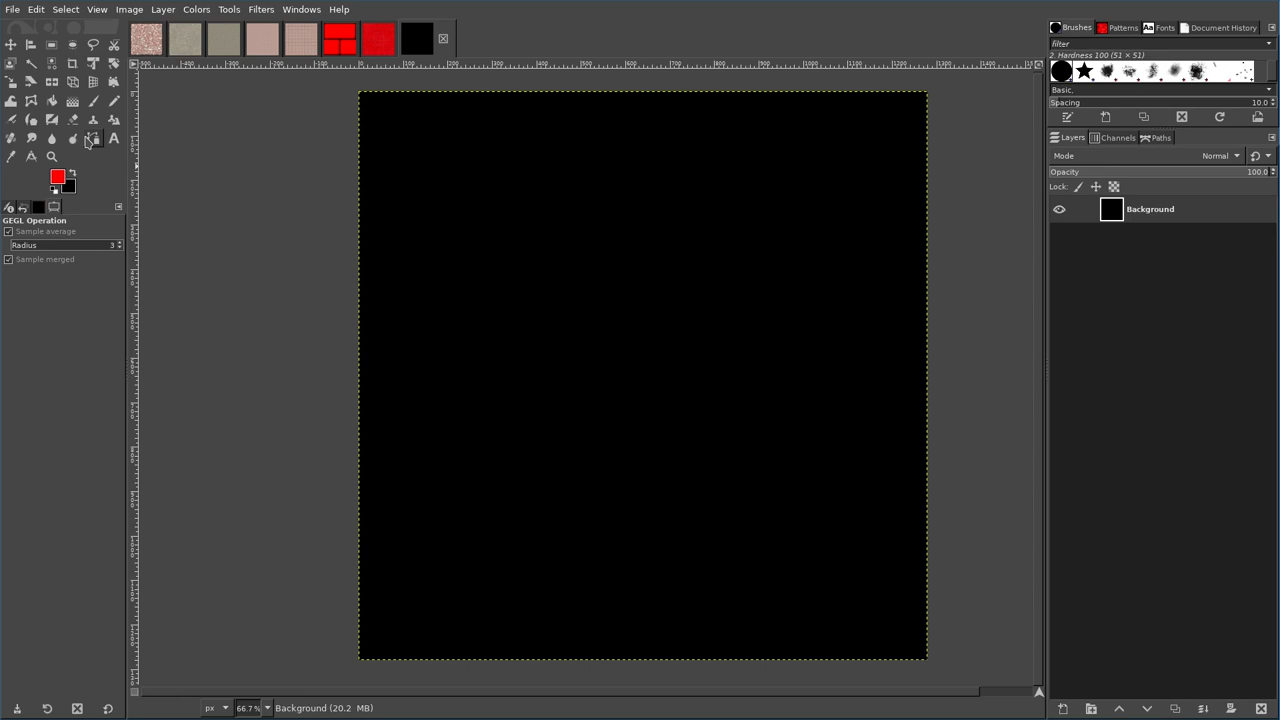 File Edit Select View Image Layer Colors Tools Filters Windows Help
Brushes Patterns Fonts Document History
filter
2. Hardness 100 (51 × 51)
Basic,
Spacing 10.0
Layers Channels Paths
Mode Normal
Opacity 100.0
Lock:
Background
GEGL Operation
Sample average
Radius 3
Sample merged
px 66.7 % Background (20.2 MB)